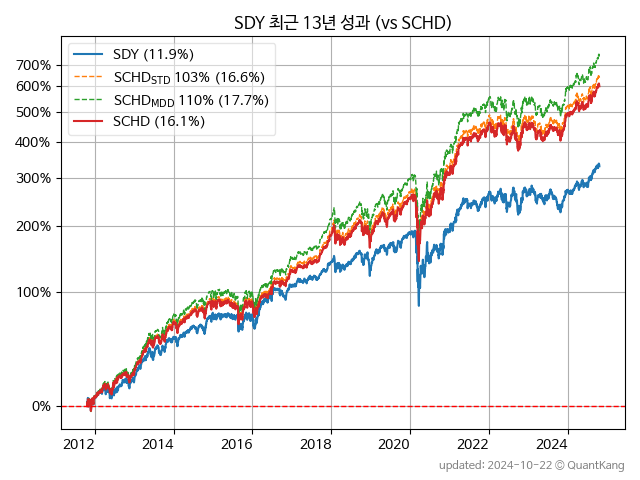 SDY 최근 13년 성과 (vs SCHD)
SDY (11.9%)
SCHD_STD 103% (16.6%)
SCHD_MDD 110% (17.7%)
SCHD (16.1%)
700%
600%
500%
400%
300%
200%
100%
0%
2012 2014 2016 2018 2020 2022 2024
updated: 2024-10-22 © QuantKang